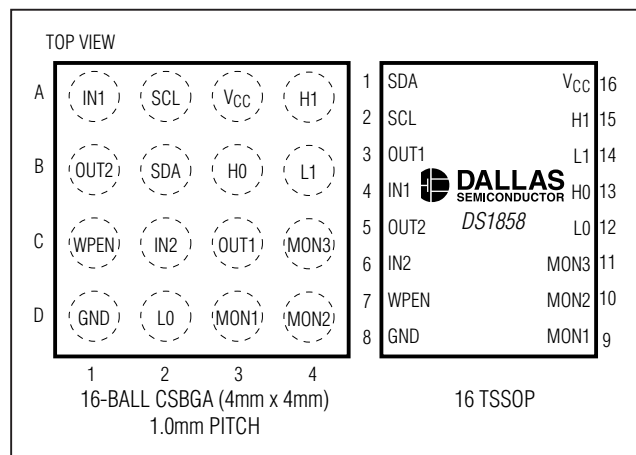 TOP VIEW
A IN1 SCL VCC H1
B OUT2 SDA H0 L1
C WPEN IN2 OUT1 MON3
D GND L0 MON1 MON2
1 2 3 4
16-BALL CSBGA (4mm x 4mm)
1.0mm PITCH
1 SDA VCC 16
2 SCL H1 15
3 OUT1 L1 14
4 IN1 DALLAS SEMICONDUCTOR H0 13
5 OUT2 DS1858 L0 12
6 IN2 MON3 11
7 WPEN MON2 10
8 GND MON1 9
16 TSSOP